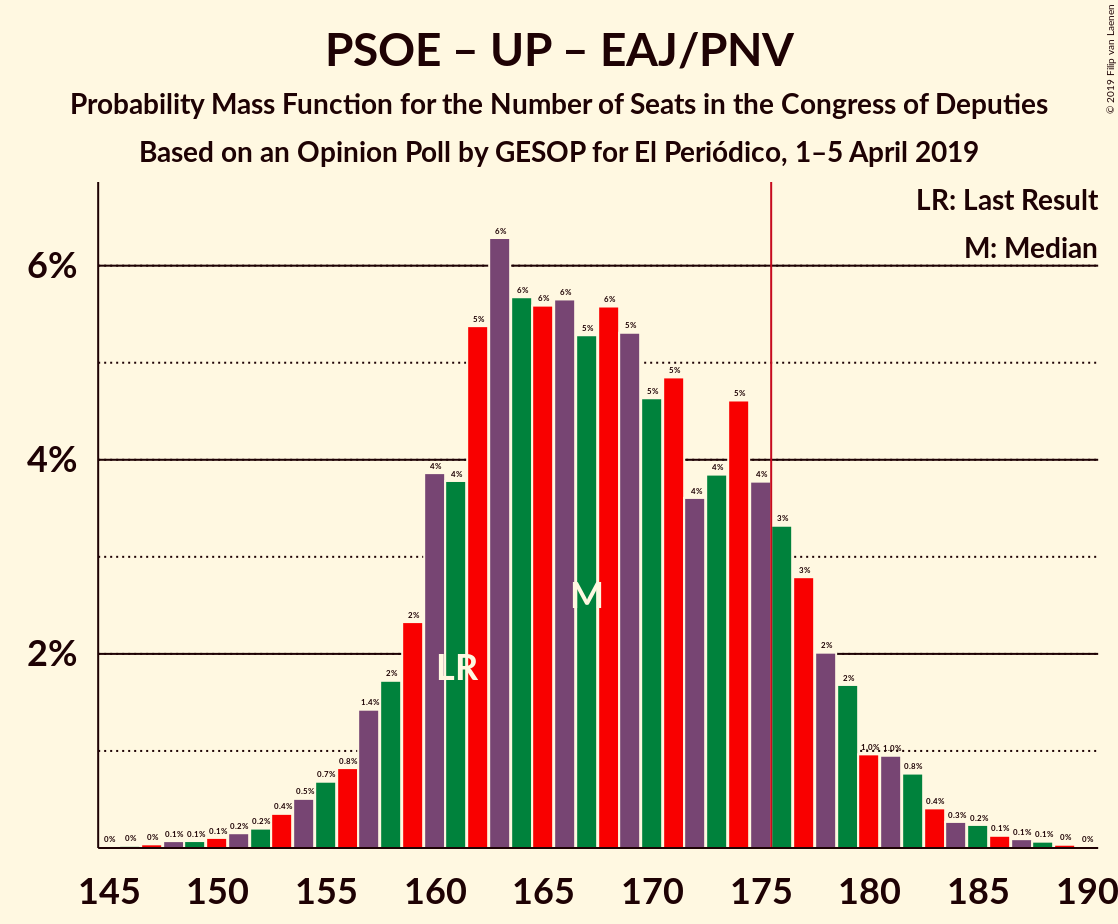 PSOE – UP – EAJ/PNV
Probability Mass Function for the Number of Seats in the Congress of Deputies
Based on an Opinion Poll by GESOP for El Periódico, 1–5 April 2019
© 2019 Filip van Laenen
LR: Last Result
M: Median
6%
4%
2%
0% 0% 0% 0.1% 0.1% 0.1% 0.2% 0.2% 0.4% 0.5% 0.7% 0.8% 1.4% 2% 2% 4% 4% 5% 6% 6% 6% 6% 5% 6% 5% 5% 5% 4% 4% 5% 4% 3% 3% 2% 2% 1.0% 1.0% 0.8% 0.4% 0.3% 0.2% 0.1% 0.1% 0.1% 0% 0%
M
LR
145 150 155 160 165 170 175 180 185 190